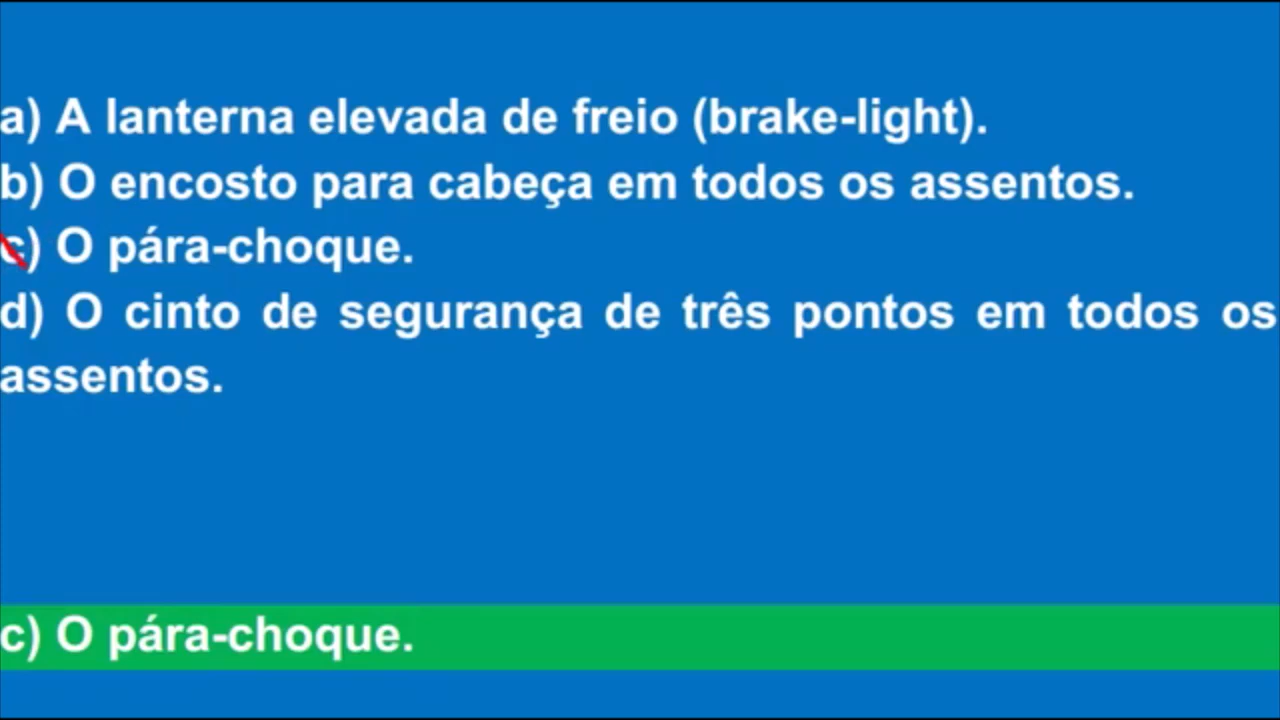 a) A lanterna elevada de freio (brake-light).
b) O encosto para cabeça em todos os assentos.
c) O pára-choque.
d) O cinto de segurança de três pontos em todos os
assentos.
c) O pára-choque.